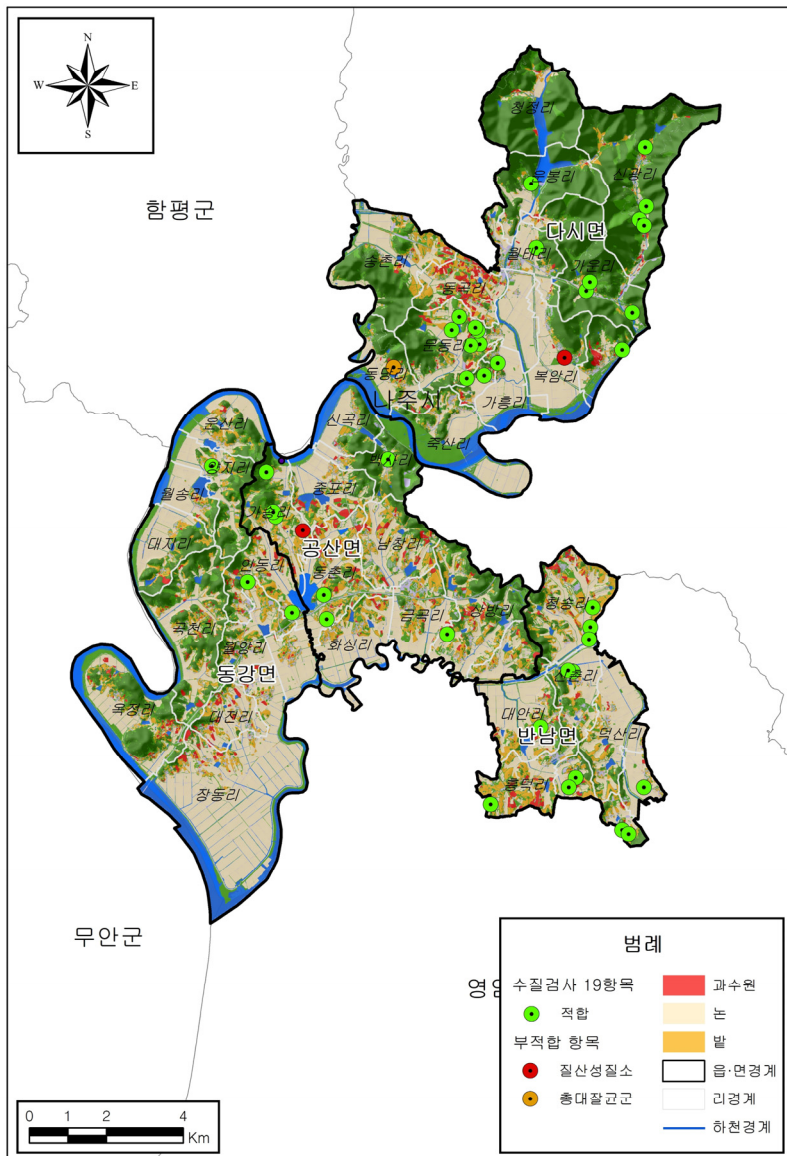 N
W E
S
함평군
청정리
은봉리
신광리
다시면
월태리
가운리
송촌리
동곡리
문동리
동당리
복암리
나주시
가흥리
죽산리
운산리
신곡리
백사리
양지리
월송리
중포리
가송리
공산면
남창리
대지리
인동리
동촌리
금곡리
상방리
청송리
곡천리
월양리
화성리
신촌리
동강면
옥정리
대전리
대안리
반남면
덕산리
장동리
흥덕리
무안군
영암
범례
수질검사 19항목
적합
부적합 항목
질산성질소
총대장균군
과수원
논
밭
읍·면경계
리경계
하천경계
0 1 2 4
Km